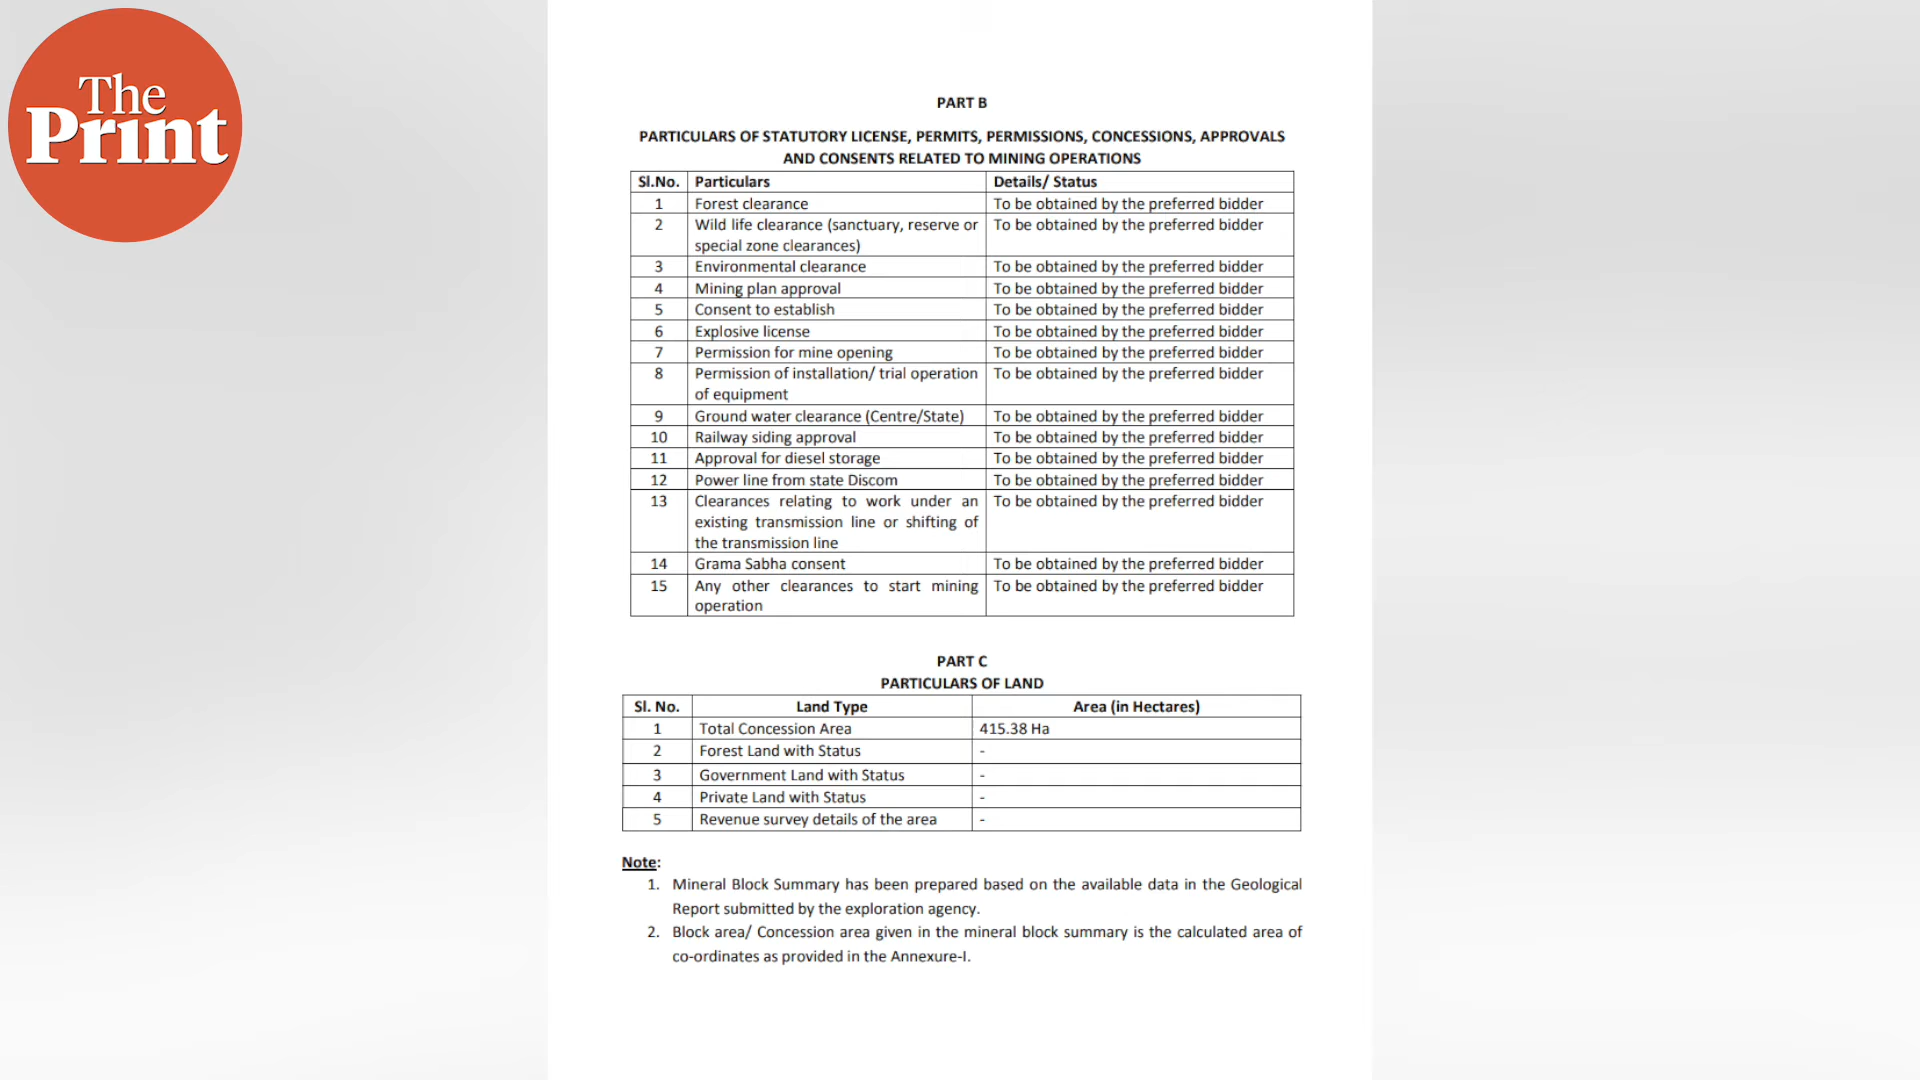 The
Print
PART B
PARTICULARS OF STATUTORY LICENSE, PERMITS, PERMISSIONS, CONCESSIONS, APPROVALS
AND CONSENTS RELATED TO MINING OPERATIONS
Sl.No. Particulars Details/ Status
1 Forest clearance To be obtained by the preferred bidder
2 Wild life clearance (sanctuary, reserve or To be obtained by the preferred bidder
special zone clearances)
3 Environmental clearance To be obtained by the preferred bidder
4 Mining plan approval To be obtained by the preferred bidder
5 Consent to establish To be obtained by the preferred bidder
6 Explosive license To be obtained by the preferred bidder
7 Permission for mine opening To be obtained by the preferred bidder
8 Permission of installation/ trial operation To be obtained by the preferred bidder
of equipment
9 Ground water clearance (Centre/State) To be obtained by the preferred bidder
10 Railway siding approval To be obtained by the preferred bidder
11 Approval for diesel storage To be obtained by the preferred bidder
12 Power line from state Discom To be obtained by the preferred bidder
13 Clearances relating to work under an To be obtained by the preferred bidder
existing transmission line or shifting of
the transmission line
14 Grama Sabha consent To be obtained by the preferred bidder
15 Any other clearances to start mining To be obtained by the preferred bidder
operation
PART C
PARTICULARS OF LAND
Sl. No. Land Type Area (in Hectares)
1 Total Concession Area 415.38 Ha
2 Forest Land with Status -
3 Government Land with Status -
4 Private Land with Status -
5 Revenue survey details of the area -
Note:
1. Mineral Block Summary has been prepared based on the available data in the Geological
Report submitted by the exploration agency.
2. Block area/ Concession area given in the mineral block summary is the calculated area of
co-ordinates as provided in the Annexure-I.